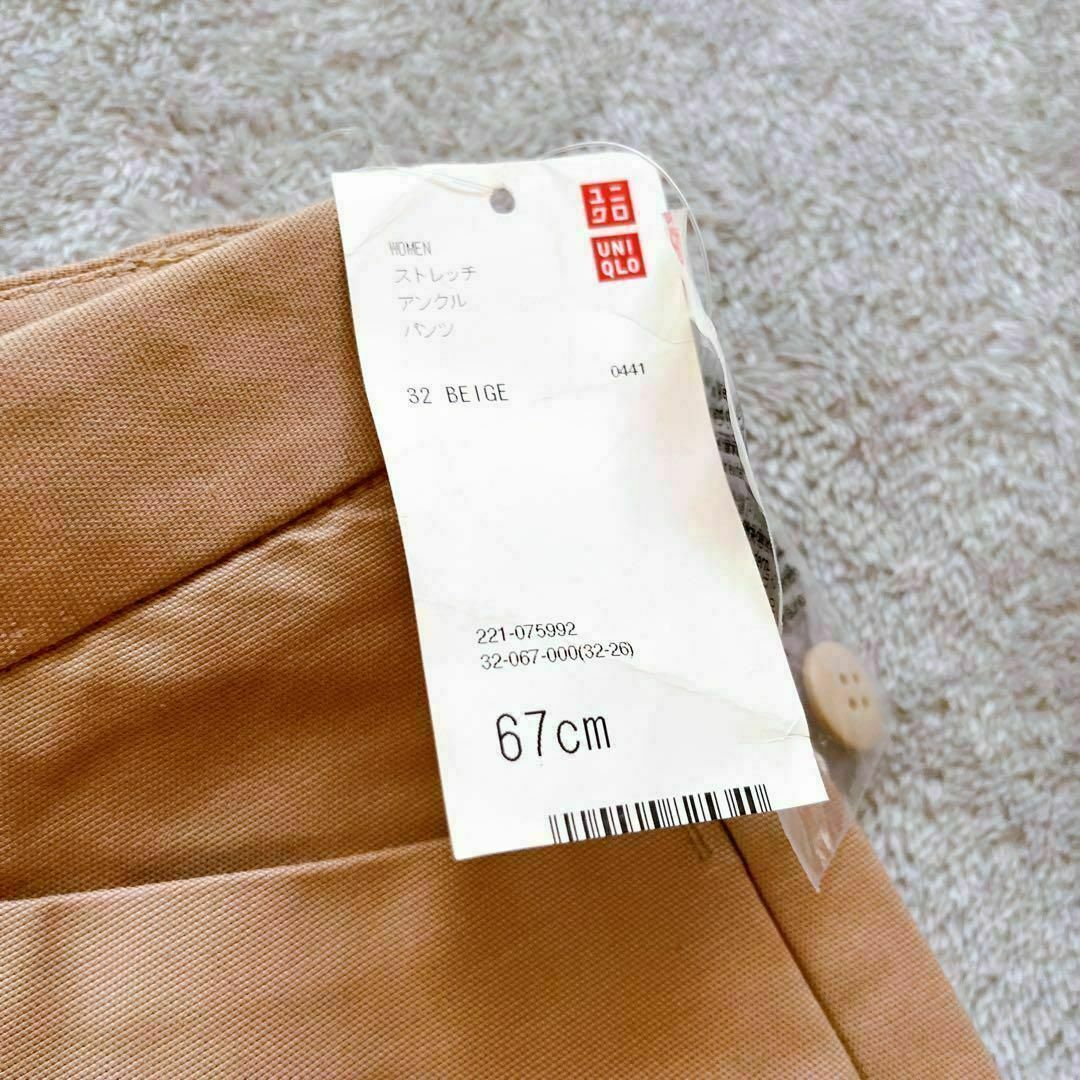 ユニ
クロ
UNI
QLO
WOMEN
ストレッチ
アンクル
パンツ
0441
32 BEIGE
221-075992
32-067-000(32-26)
67cm